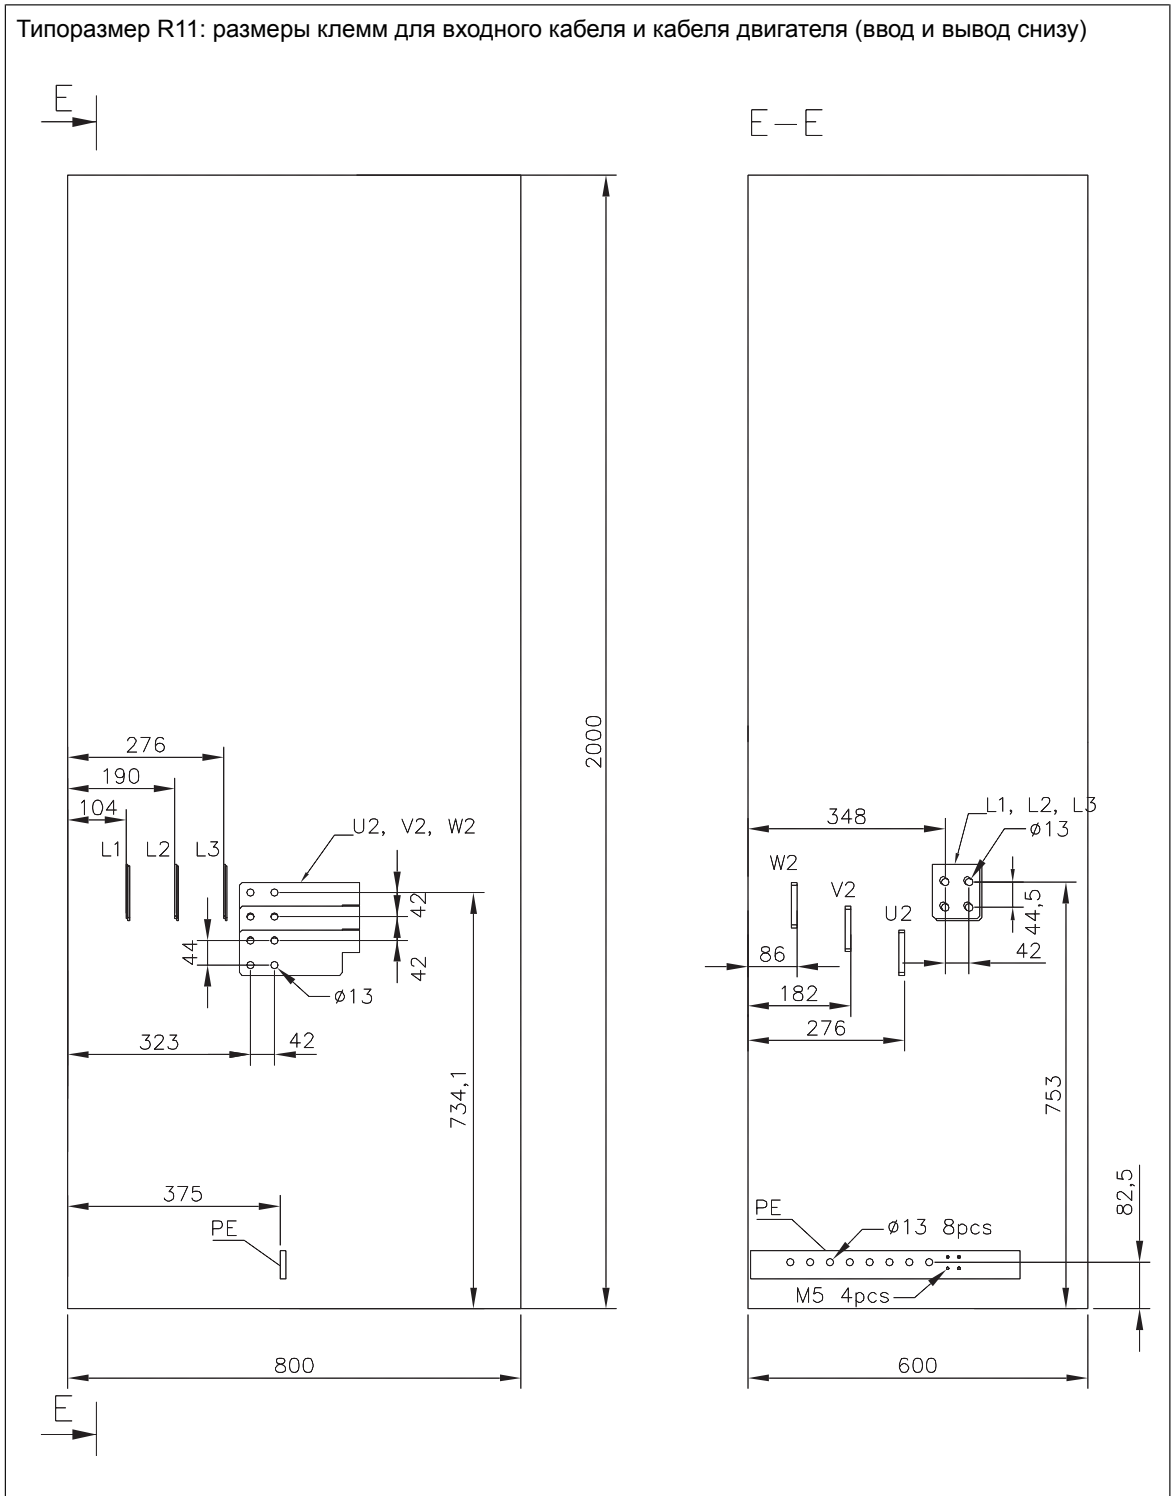 Типоразмер R11: размеры клемм для входного кабеля и кабеля двигателя (ввод и вывод снизу)
E
E–E
2000
276
190
104
L1 L2 L3
U2, V2, W2
42
44
42
ø13
323
42
734,1
375
PE
800
E
348
L1, L2, L3
ø13
W2
V2
U2
44,5
86
42
182
276
753
82,5
PE
ø13 8pcs
M5 4pcs
600